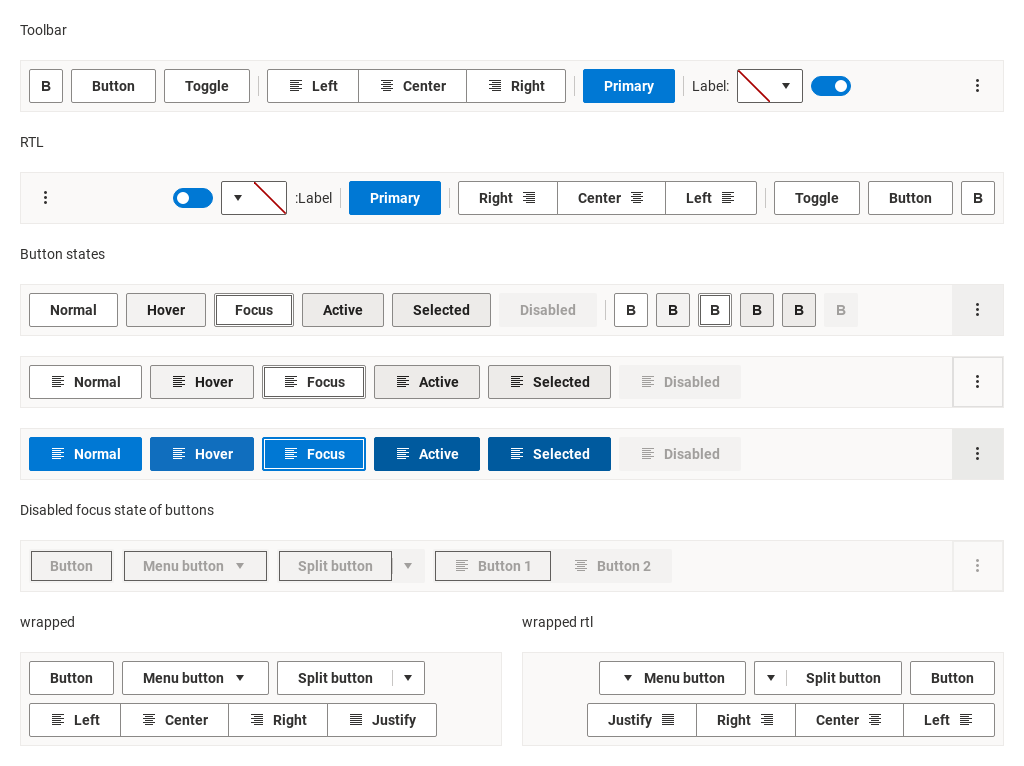 Toolbar
B Button Toggle Left Center Right Primary Label:
RTL
:Label Primary Right Center Left Toggle Button B
Button states
Normal Hover Focus Active Selected Disabled B B B B B B
Normal Hover Focus Active Selected Disabled
Normal Hover Focus Active Selected Disabled
Disabled focus state of buttons
Button Menu button Split button Button 1 Button 2
wrapped
Button Menu button Split button
Left Center Right Justify
wrapped rtl
Menu button Split button Button
Justify Right Center Left